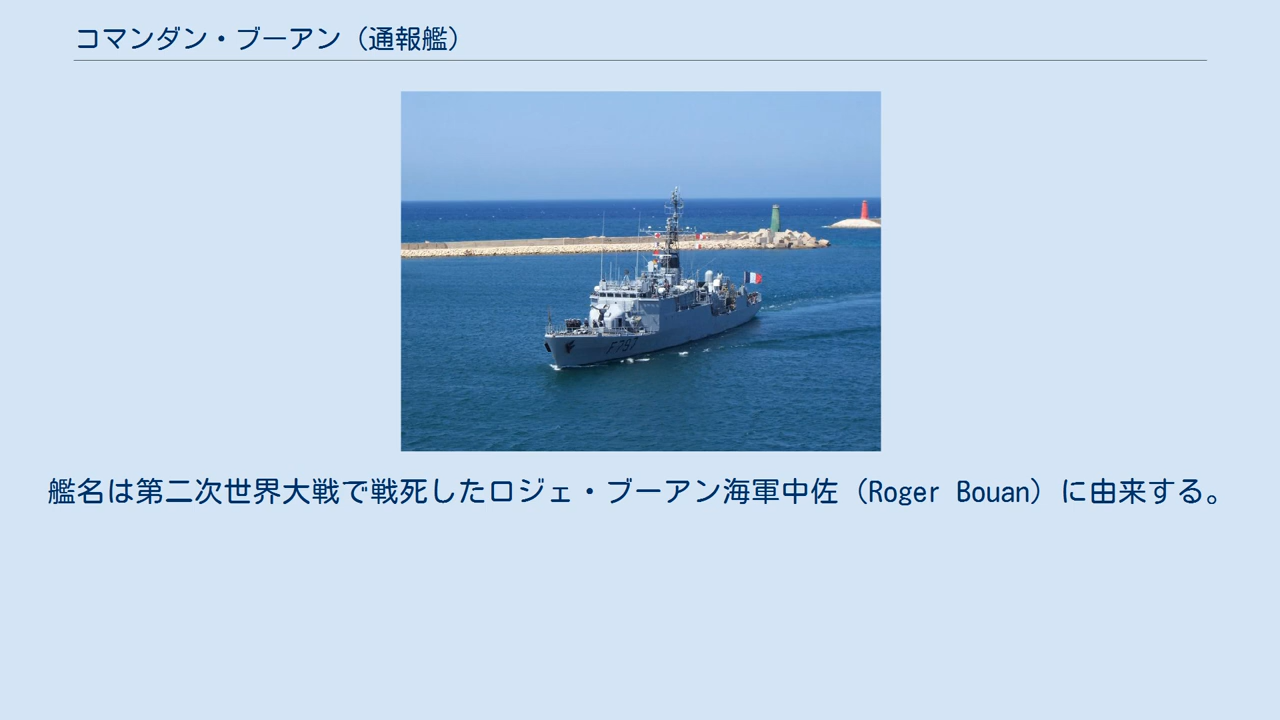 コマンダン・ブーアン（通報艦）
F797
艦名は第二次世界大戦で戦死したロジェ・ブーアン海軍中佐（Roger Bouan）に由来する。